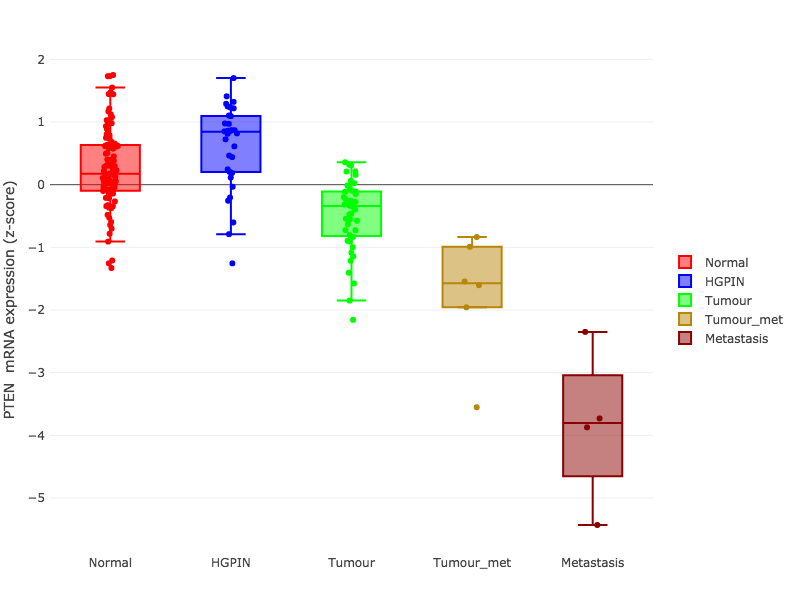 2
1
0
−1
−2
−3
−4
−5
PTEN mRNA expression (z-score)
Normal
HGPIN
Tumour
Tumour_met
Metastasis
Normal
HGPIN
Tumour
Tumour_met
Metastasis